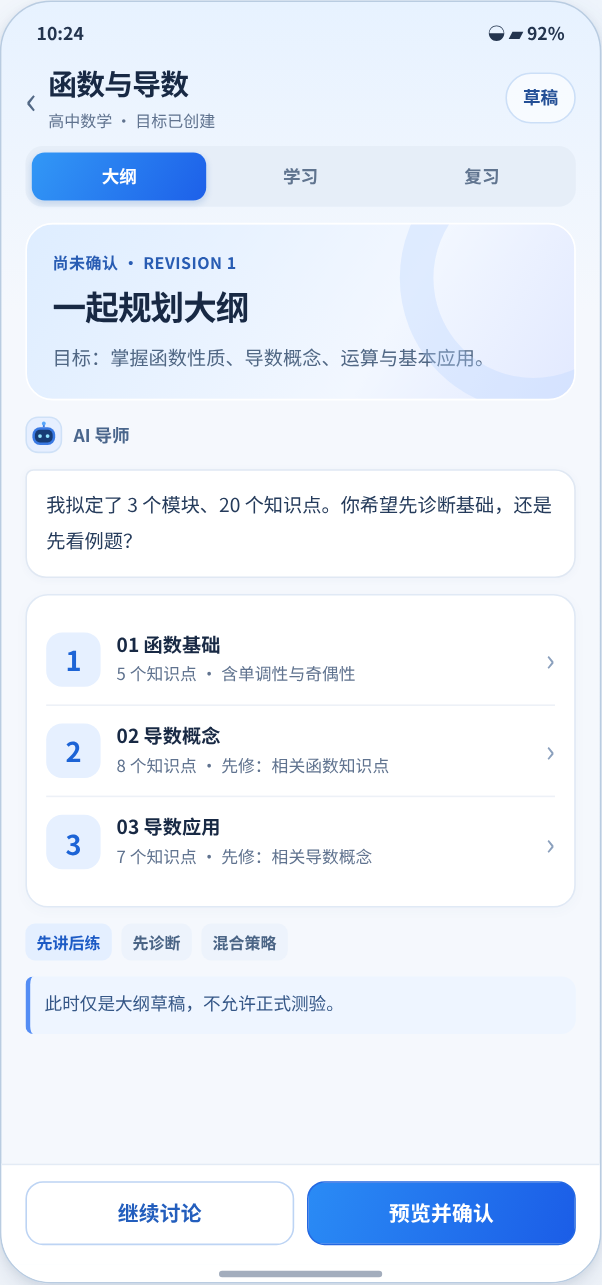 10:24
92%
函数与导数
高中数学 · 目标已创建
草稿
大纲
学习
复习
尚未确认 · REVISION 1
一起规划大纲
目标：掌握函数性质、导数概念、运算与基本应用。
AI 导师
我拟定了 3 个模块、20 个知识点。你希望先诊断基础，还是
先看例题？
1
01 函数基础
5 个知识点 · 含单调性与奇偶性
2
02 导数概念
8 个知识点 · 先修：相关函数知识点
3
03 导数应用
7 个知识点 · 先修：相关导数概念
先讲后练
先诊断
混合策略
此时仅是大纲草稿，不允许正式测验。
继续讨论
预览并确认